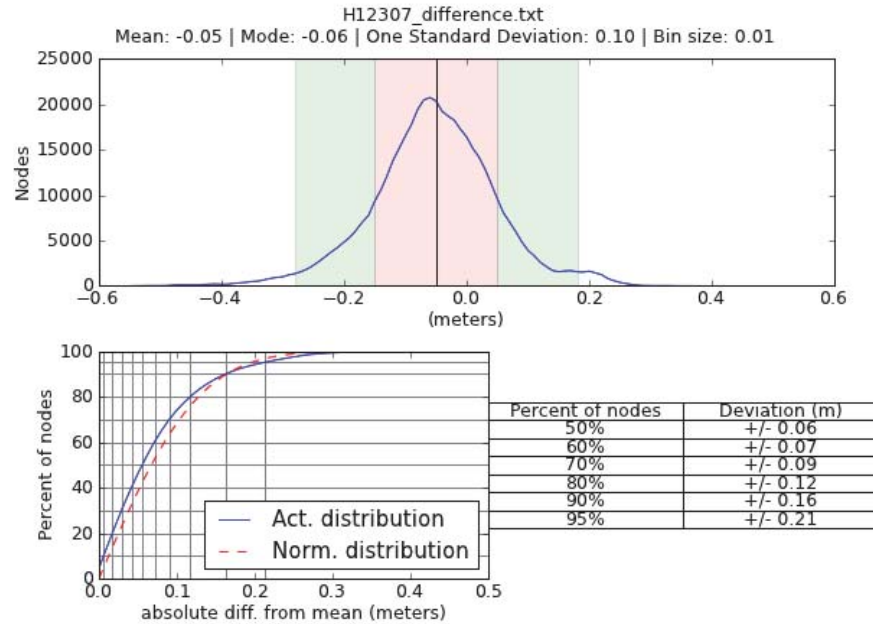 H12307_difference.txt
Mean: -0.05 | Mode: -0.06 | One Standard Deviation: 0.10 | Bin size: 0.01
25000
20000
15000
10000
5000
0
Nodes
−0.6 −0.4 −0.2 0.0 0.2 0.4 0.6
(meters)
100
80
60
40
20
0
Percent of nodes
Act. distribution
Norm. distribution
0.0 0.1 0.2 0.3 0.4 0.5
absolute diff. from mean (meters)
Percent of nodes Deviation (m)
50% +/- 0.06
60% +/- 0.07
70% +/- 0.09
80% +/- 0.12
90% +/- 0.16
95% +/- 0.21